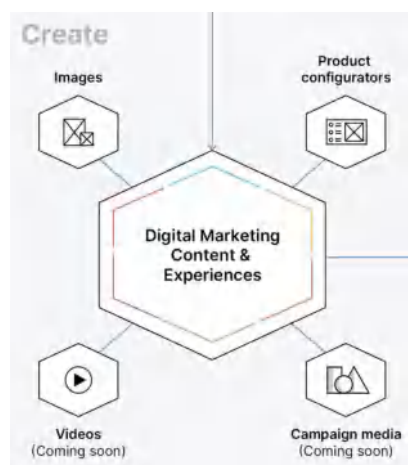 Create
Images
Product
configurators
Digital Marketing
Content &
Experiences
Videos
(Coming soon)
Campaign media
(Coming soon)